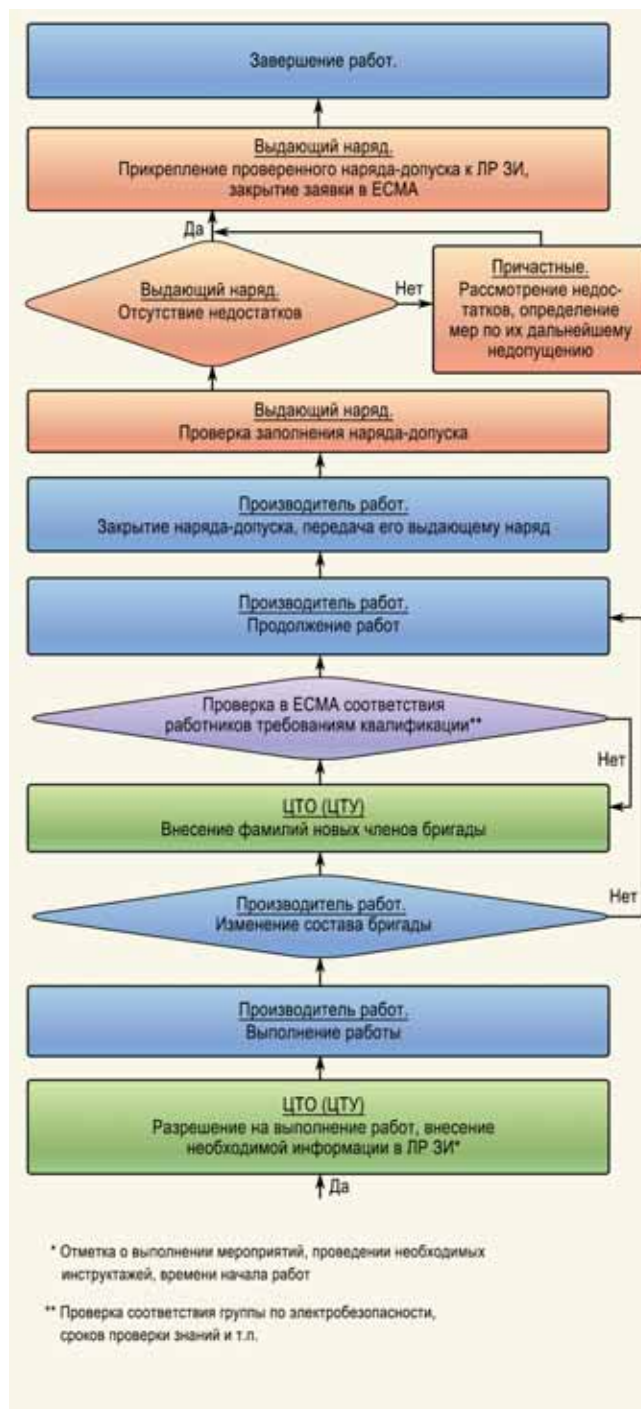 Завершение работ.
Выдающий наряд.
Прикрепление проверенного наряда-допуска к ЛР ЗИ,
закрытие заявки в ЕСМА
Да
Выдающий наряд.
Отсутствие недостатков
Нет
Причастные.
Рассмотрение недос-
татков, определение
мер по их дальнейшему
недопущению
Выдающий наряд.
Проверка заполнения наряда-допуска
Производитель работ.
Закрытие наряда-допуска, передача его выдающему наряд
Производитель работ.
Продолжение работ
Проверка в ЕСМА соответствия
работников требованиям квалификации**
Нет
ЦТО (ЦТУ)
Внесение фамилий новых членов бригады
Производитель работ.
Изменение состава бригады
Нет
Производитель работ.
Выполнение работы
ЦТО (ЦТУ)
Разрешение на выполнение работ, внесение
необходимой информации в ЛР ЗИ*
Да
* Отметка о выполнении мероприятий, проведении необходимых
инструктажей, времени начала работ
** Проверка соответствия группы по электробезопасности,
сроков проверки знаний и т.п.